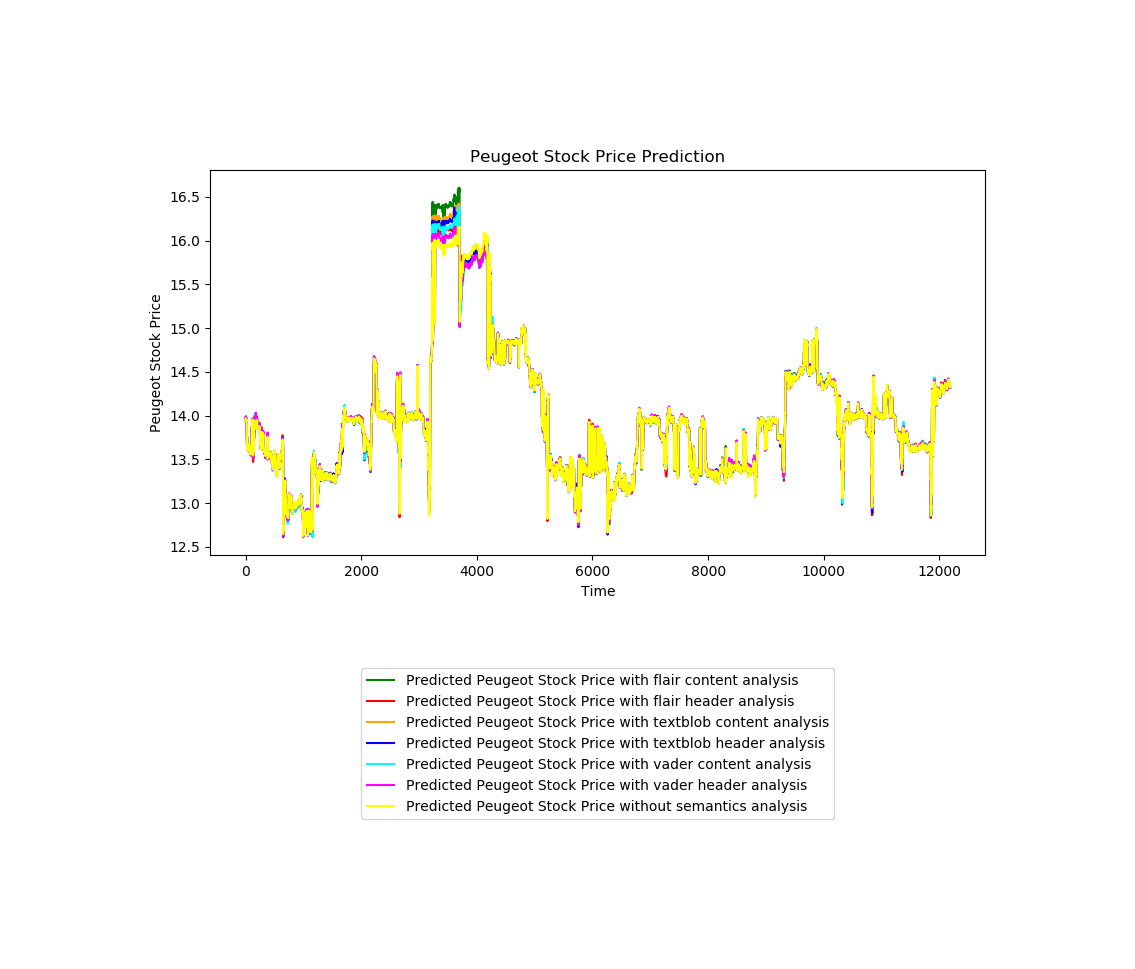 Peugeot Stock Price Prediction
16.5
16.0
15.5
15.0
14.5
14.0
13.5
13.0
12.5
Peugeot Stock Price
0 2000 4000 6000 8000 10000 12000
Time
Predicted Peugeot Stock Price with flair content analysis
Predicted Peugeot Stock Price with flair header analysis
Predicted Peugeot Stock Price with textblob content analysis
Predicted Peugeot Stock Price with textblob header analysis
Predicted Peugeot Stock Price with vader content analysis
Predicted Peugeot Stock Price with vader header analysis
Predicted Peugeot Stock Price without semantics analysis